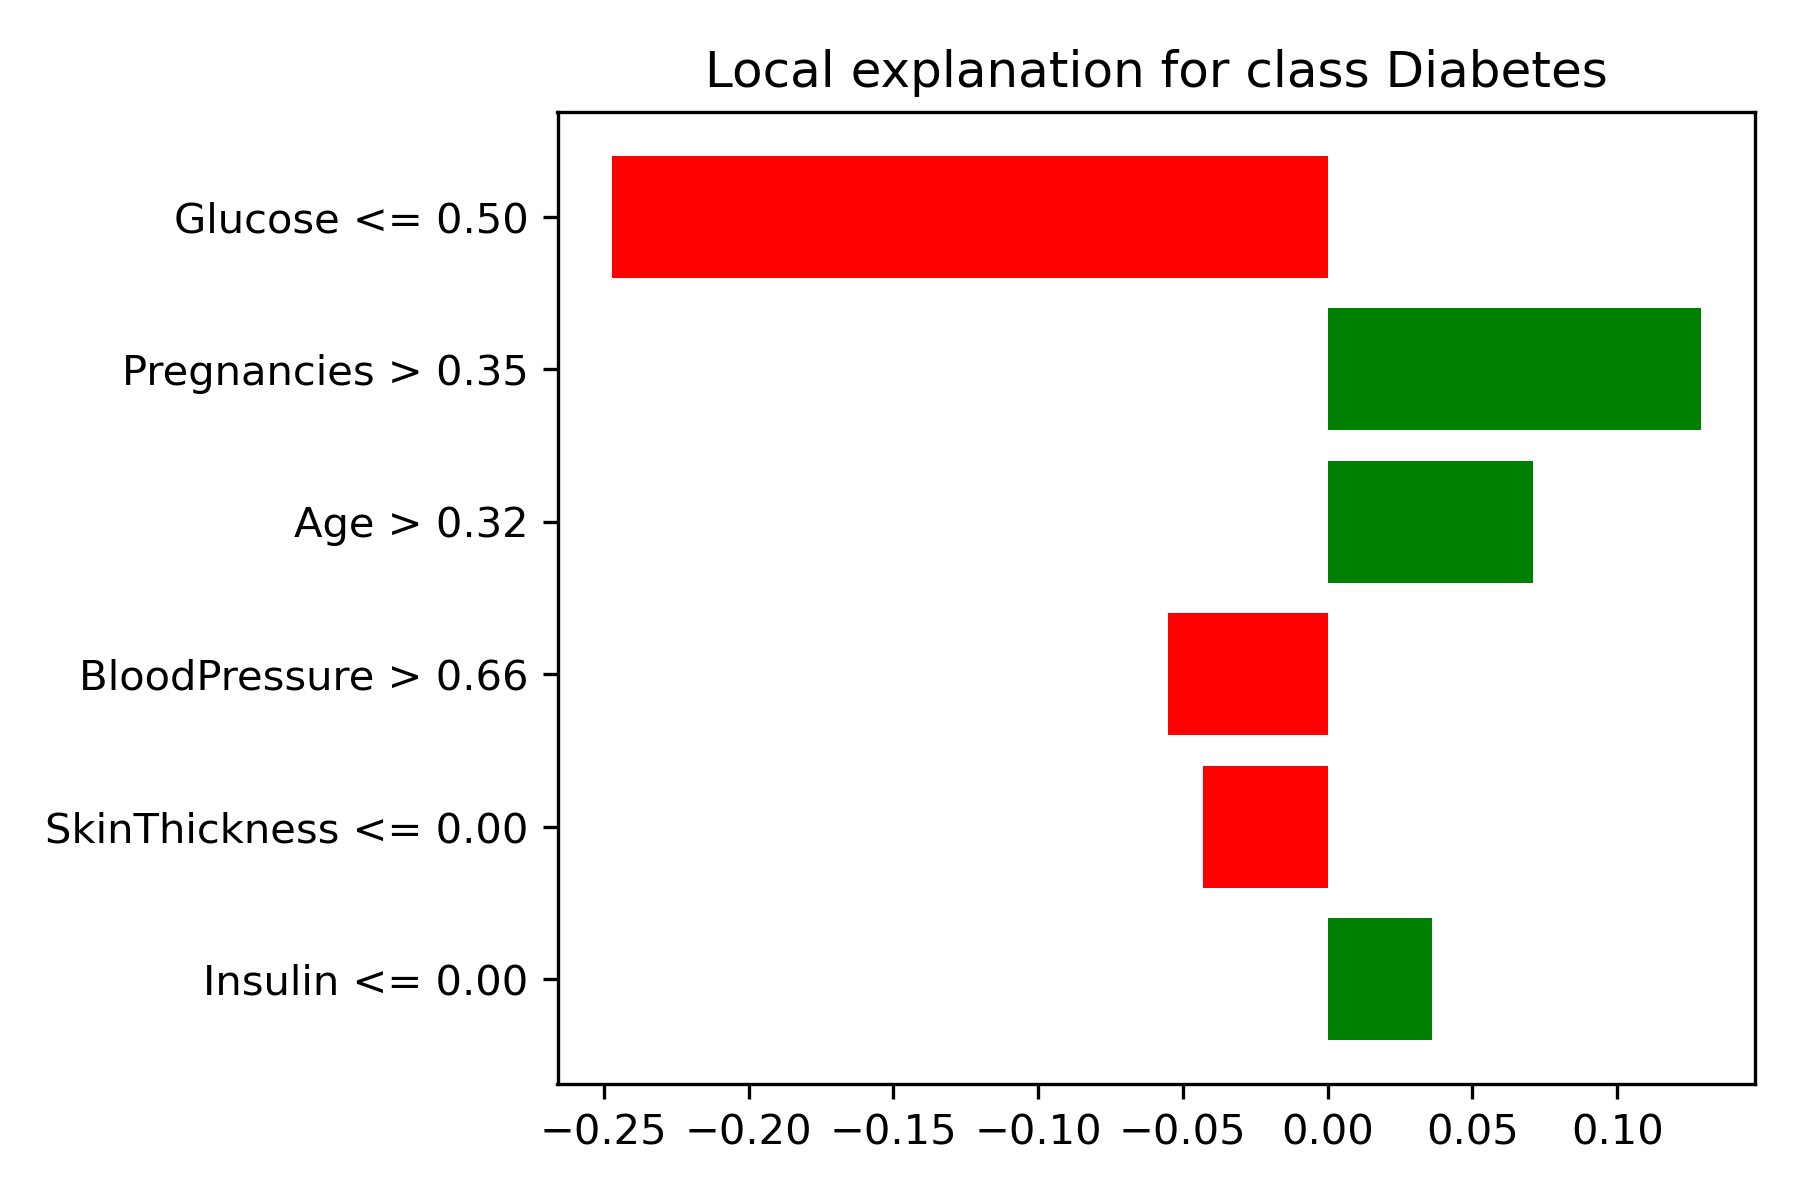 Local explanation for class Diabetes
Glucose <= 0.50
Pregnancies > 0.35
Age > 0.32
BloodPressure > 0.66
SkinThickness <= 0.00
Insulin <= 0.00
−0.25 −0.20 −0.15 −0.10 −0.05 0.00 0.05 0.10